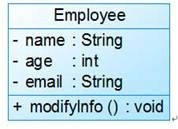 Employee
- name : String
- age : int
- email : String
+ modifyInfo () : void